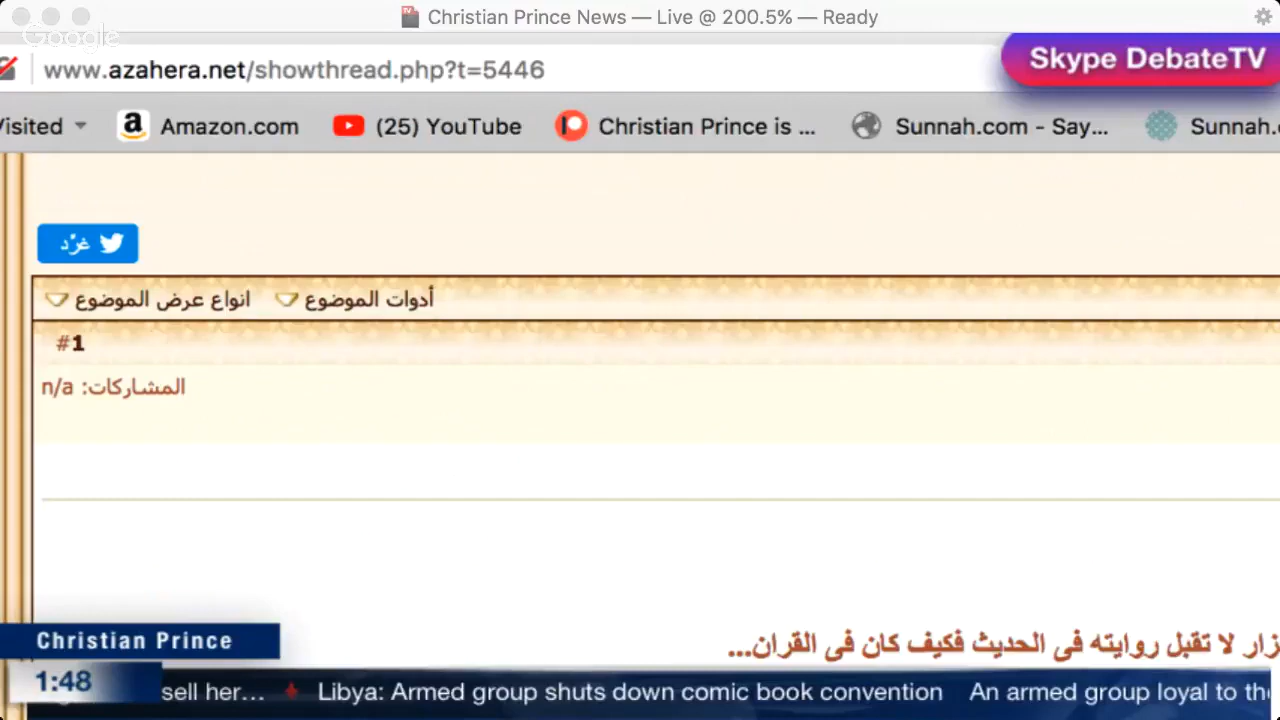 Christian Prince News — Live @ 200.5% — Ready
Google
www.azahera.net/showthread.php?t=5446
Skype DebateTV
Visited
Amazon.com
(25) YouTube
Christian Prince is ...
Sunnah.com - Say...
Sunnah.
غرّد
أدوات الموضوع انواع عرض الموضوع
#1
المشاركات: n/a
لا تقبل روايته فى الحديث فكيف كان فى القران...
Christian Prince
1:48
sell her... Libya: Armed group shuts down comic book convention An armed group loyal to the